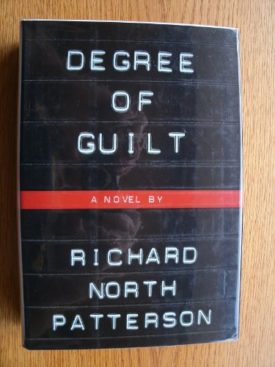 DEGREE
OF
GUILT
A NOVEL BY
RICHARD
NORTH
PATTERSON